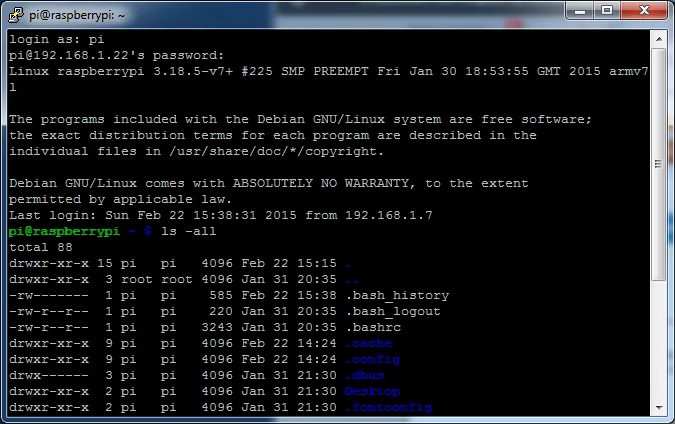 pi@raspberrypi: ~
login as: pi
pi@192.168.1.22's password:
Linux raspberrypi 3.18.5-v7+ #225 SMP PREEMPT Fri Jan 30 18:53:55 GMT 2015 armv7
l
The programs included with the Debian GNU/Linux system are free software;
the exact distribution terms for each program are described in the
individual files in /usr/share/doc/*/copyright.
Debian GNU/Linux comes with ABSOLUTELY NO WARRANTY, to the extent
permitted by applicable law.
Last login: Sun Feb 22 15:38:31 2015 from 192.168.1.7
pi@raspberrypi ~ $ ls -all
total 88
drwxr-xr-x 15 pi   pi   4096 Feb 22 15:15 .
drwxr-xr-x  3 root root 4096 Jan 31 20:35 ..
-rw-------  1 pi   pi    585 Feb 22 15:38 .bash_history
-rw-r--r--  1 pi   pi    220 Jan 31 20:35 .bash_logout
-rw-r--r--  1 pi   pi   3243 Jan 31 20:35 .bashrc
drwxr-xr-x  9 pi   pi   4096 Feb 22 14:24 .cache
drwxr-xr-x  9 pi   pi   4096 Feb 22 14:24 .config
drwx------  3 pi   pi   4096 Jan 31 21:30 .dbus
drwxr-xr-x  2 pi   pi   4096 Jan 31 21:30 Desktop
drwxr-xr-x  2 pi   pi   4096 Jan 31 21:30 .fontconfig